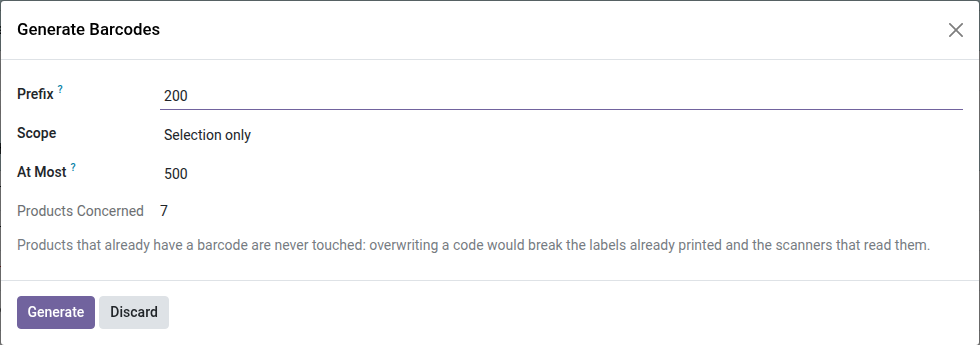 Generate Barcodes
Prefix ? 200
Scope Selection only
At Most ? 500
Products Concerned 7
Products that already have a barcode are never touched: overwriting a code would break the labels already printed and the scanners that read them.
Generate Discard